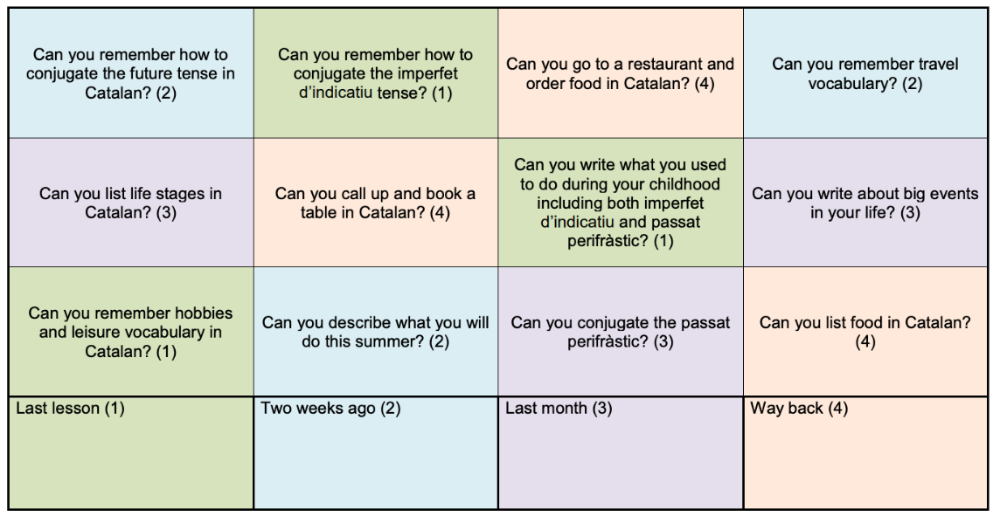 Can you remember how to
conjugate the future tense in
Catalan? (2)
Can you remember how to
conjugate the imperfet
d’indicatiu tense? (1)
Can you go to a restaurant and
order food in Catalan? (4)
Can you remember travel
vocabulary? (2)
Can you list life stages in
Catalan? (3)
Can you call up and book a
table in Catalan? (4)
Can you write what you used
to do during your childhood
including both imperfet
d’indicatiu and passat
perifràstic? (1)
Can you write about big events
in your life? (3)
Can you remember hobbies
and leisure vocabulary in
Catalan? (1)
Can you describe what you will
do this summer? (2)
Can you conjugate the passat
perifràstic? (3)
Can you list food in Catalan?
(4)
Last lesson (1)
Two weeks ago (2)
Last month (3)
Way back (4)